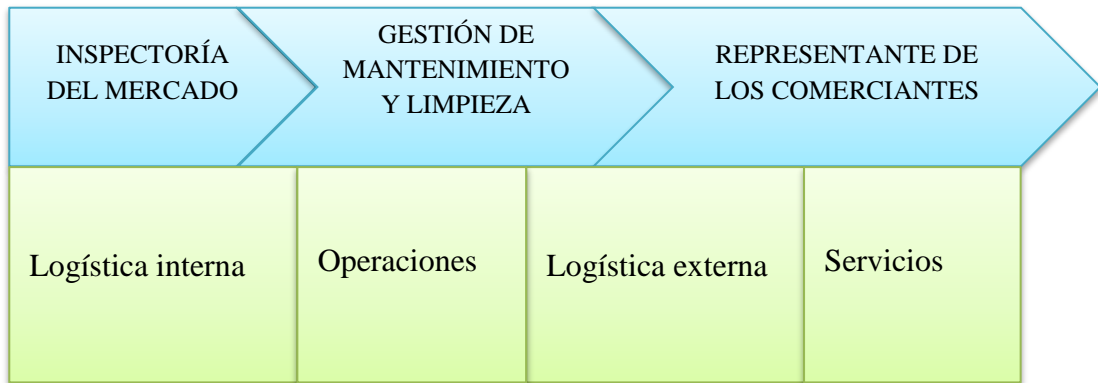 INSPECTORÍA
DEL MERCADO
GESTIÓN DE
MANTENIMIENTO
Y LIMPIEZA
REPRESENTANTE DE
LOS COMERCIANTES
Logística interna
Operaciones
Logística externa
Servicios